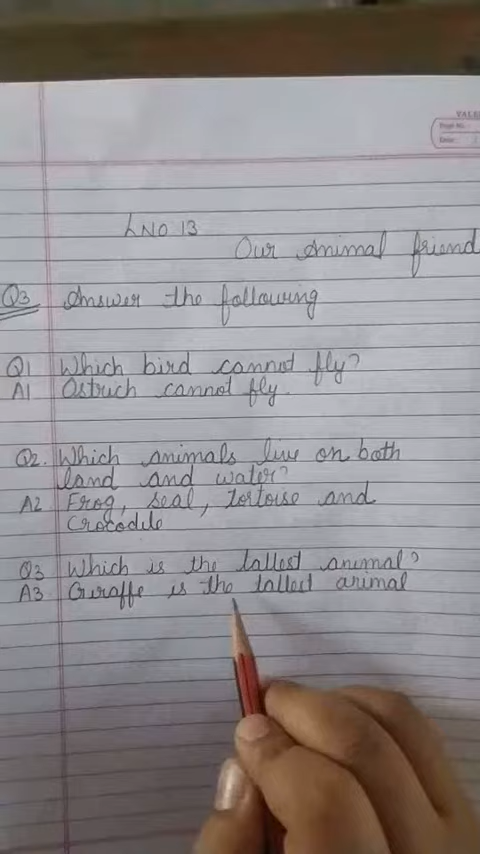 LNO 13
Our Animal friend
Q3 Answer the following
Q1 Which bird cannot fly?
A1 Ostrich cannot fly.
Q2. Which animals live on both
land and water?
A2 Frog, seal, tortoise and
Crocodile
Q3 Which is the tallest animal?
A3 Giraffe is the tallest animal